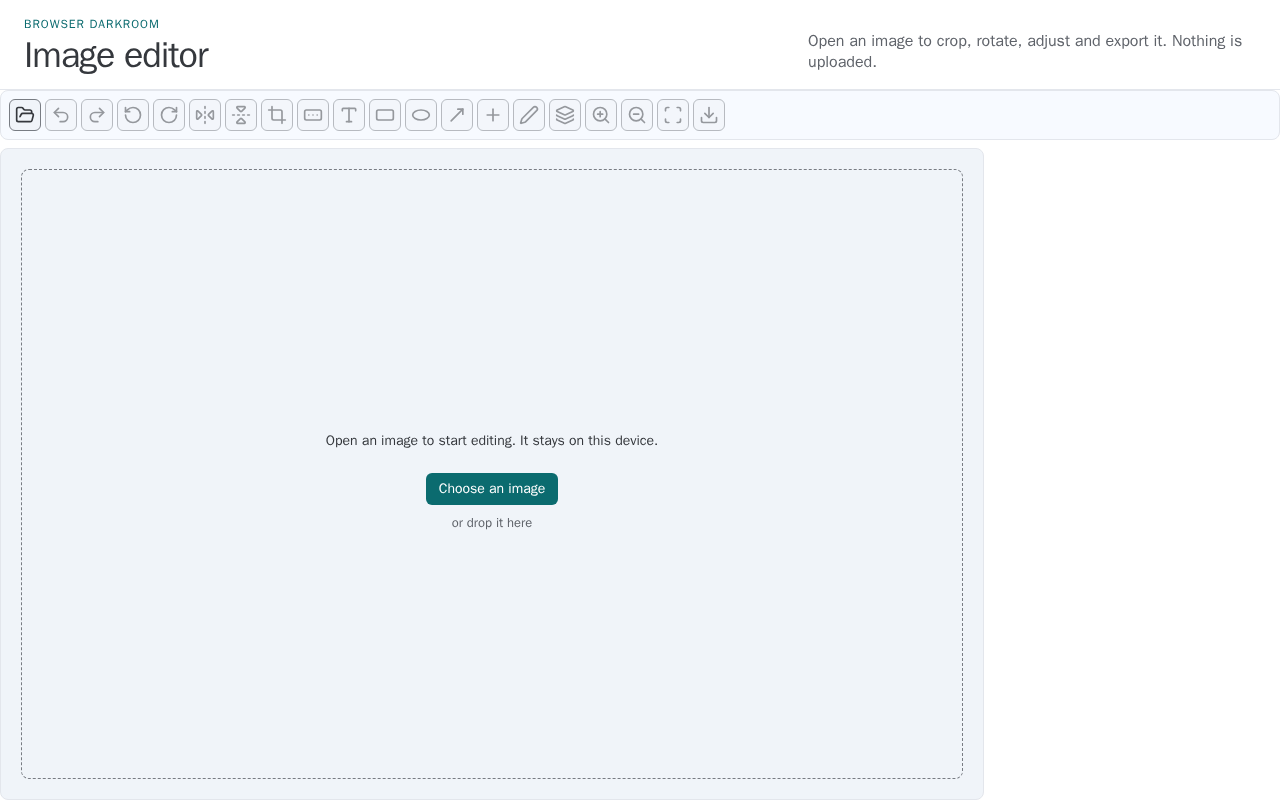 BROWSER DARKROOM
Image editor
Open an image to crop, rotate, adjust and export it. Nothing is
uploaded.
Open an image to start editing. It stays on this device.
Choose an image
or drop it here